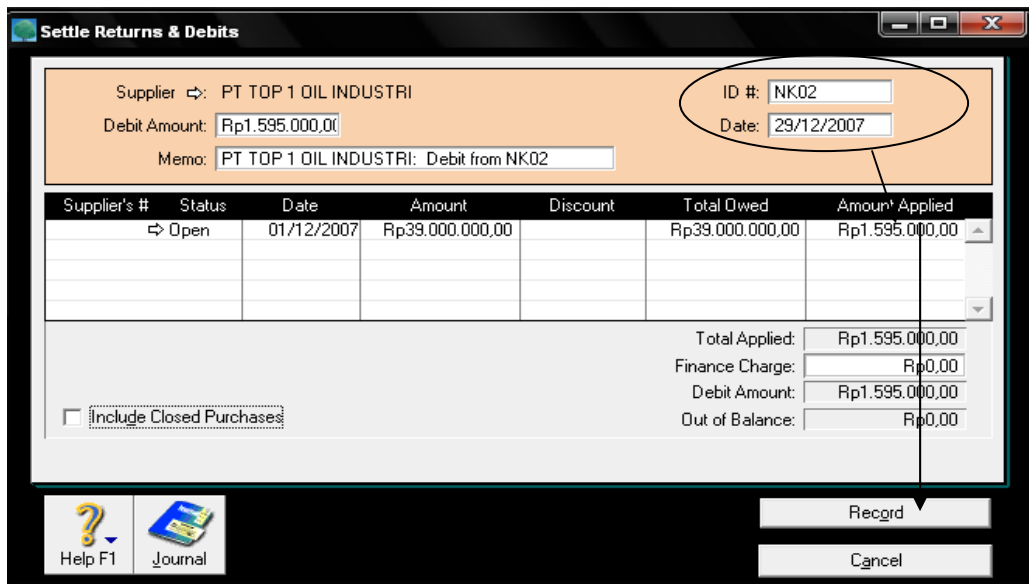 Settle Returns & Debits
Supplier ⇨: PT TOP 1 OIL INDUSTRI
ID #: NK02
Debit Amount: Rp1.595.000,0(
Date: 29/12/2007
Memo: PT TOP 1 OIL INDUSTRI: Debit from NK02
Supplier's # Status Date Amount Discount Total Owed Amount Applied
⇨ Open 01/12/2007 Rp39.000.000,00 Rp39.000.000,00 Rp1.595.000,00
Total Applied: Rp1.595.000,00
Finance Charge: Rp0,00
Debit Amount: Rp1.595.000,00
Include Closed Purchases
Out of Balance: Rp0,00
Record
Help F1 Journal
Cancel